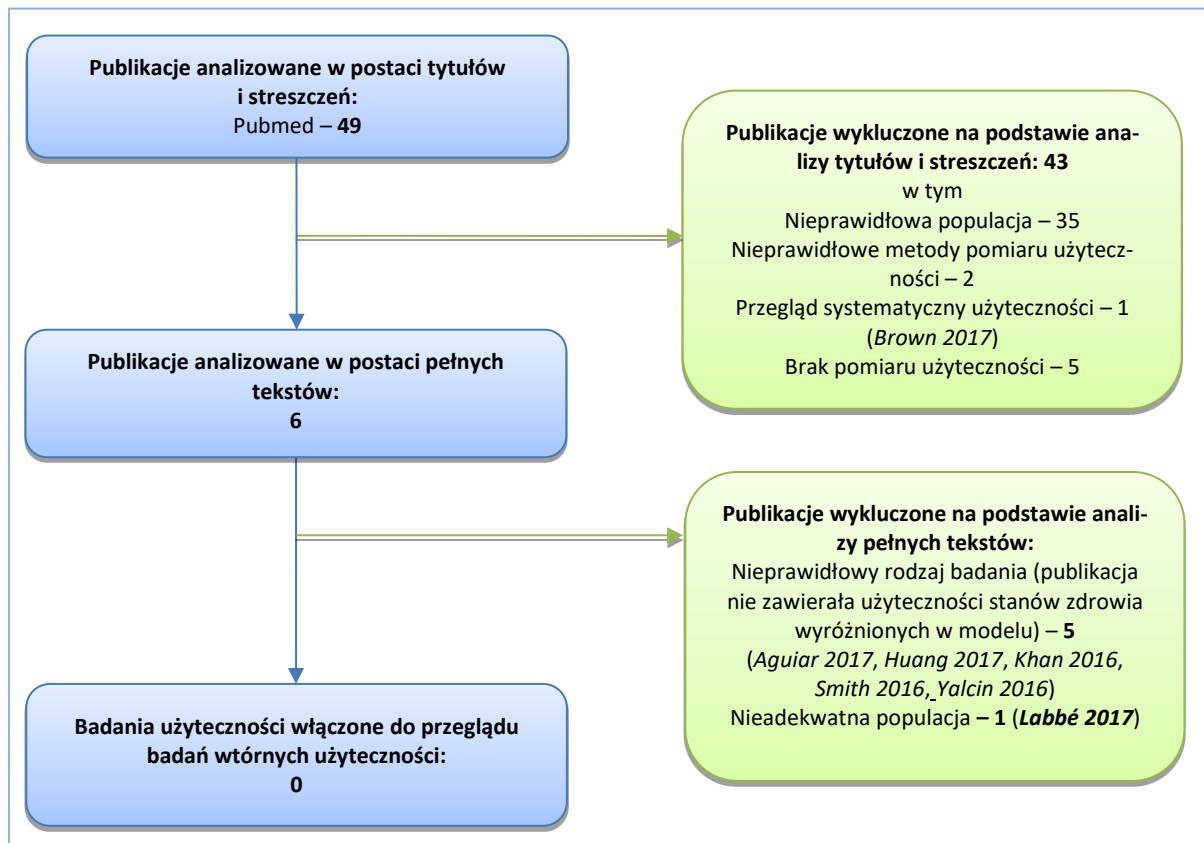 Publikacje analizowane w postaci tytułów
i streszczeń:
Pubmed – 49
Publikacje wykluczone na podstawie ana-
lizy tytułów i streszczeń: 43
w tym
Nieprawidłowa populacja – 35
Nieprawidłowe metody pomiaru użytecz-
ności – 2
Przegląd systematyczny użyteczności – 1
(Brown 2017)
Brak pomiaru użyteczności – 5
Publikacje analizowane w postaci pełnych
tekstów:
6
Publikacje wykluczone na podstawie anali-
zy pełnych tekstów:
Nieprawidłowy rodzaj badania (publikacja
nie zawierała użyteczności stanów zdrowia
wyróżnionych w modelu) – 5
(Aguiar 2017, Huang 2017, Khan 2016,
Smith 2016, Yalcin 2016)
Nieadekwatna populacja – 1 (Labbé 2017)
Badania użyteczności włączone do przeglądu
badań wtórnych użyteczności:
0